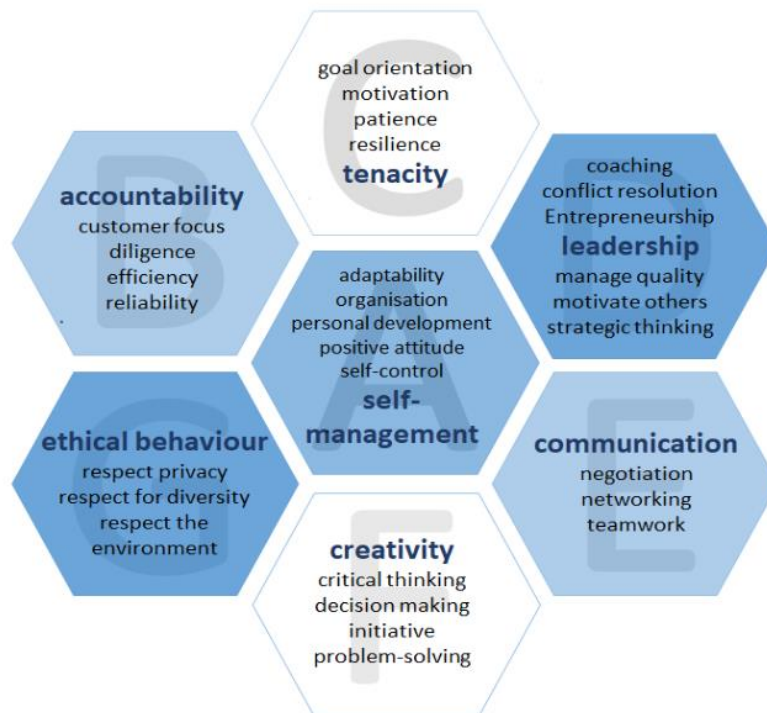 C
goal orientation
motivation
patience
resilience
tenacity
B
accountability
customer focus
diligence
efficiency
reliability
D
coaching
conflict resolution
Entrepreneurship
leadership
manage quality
motivate others
strategic thinking
A
adaptability
organisation
personal development
positive attitude
self-control
self-
management
G
ethical behaviour
respect privacy
respect for diversity
respect the
environment
E
communication
negotiation
networking
teamwork
F
creativity
critical thinking
decision making
initiative
problem-solving